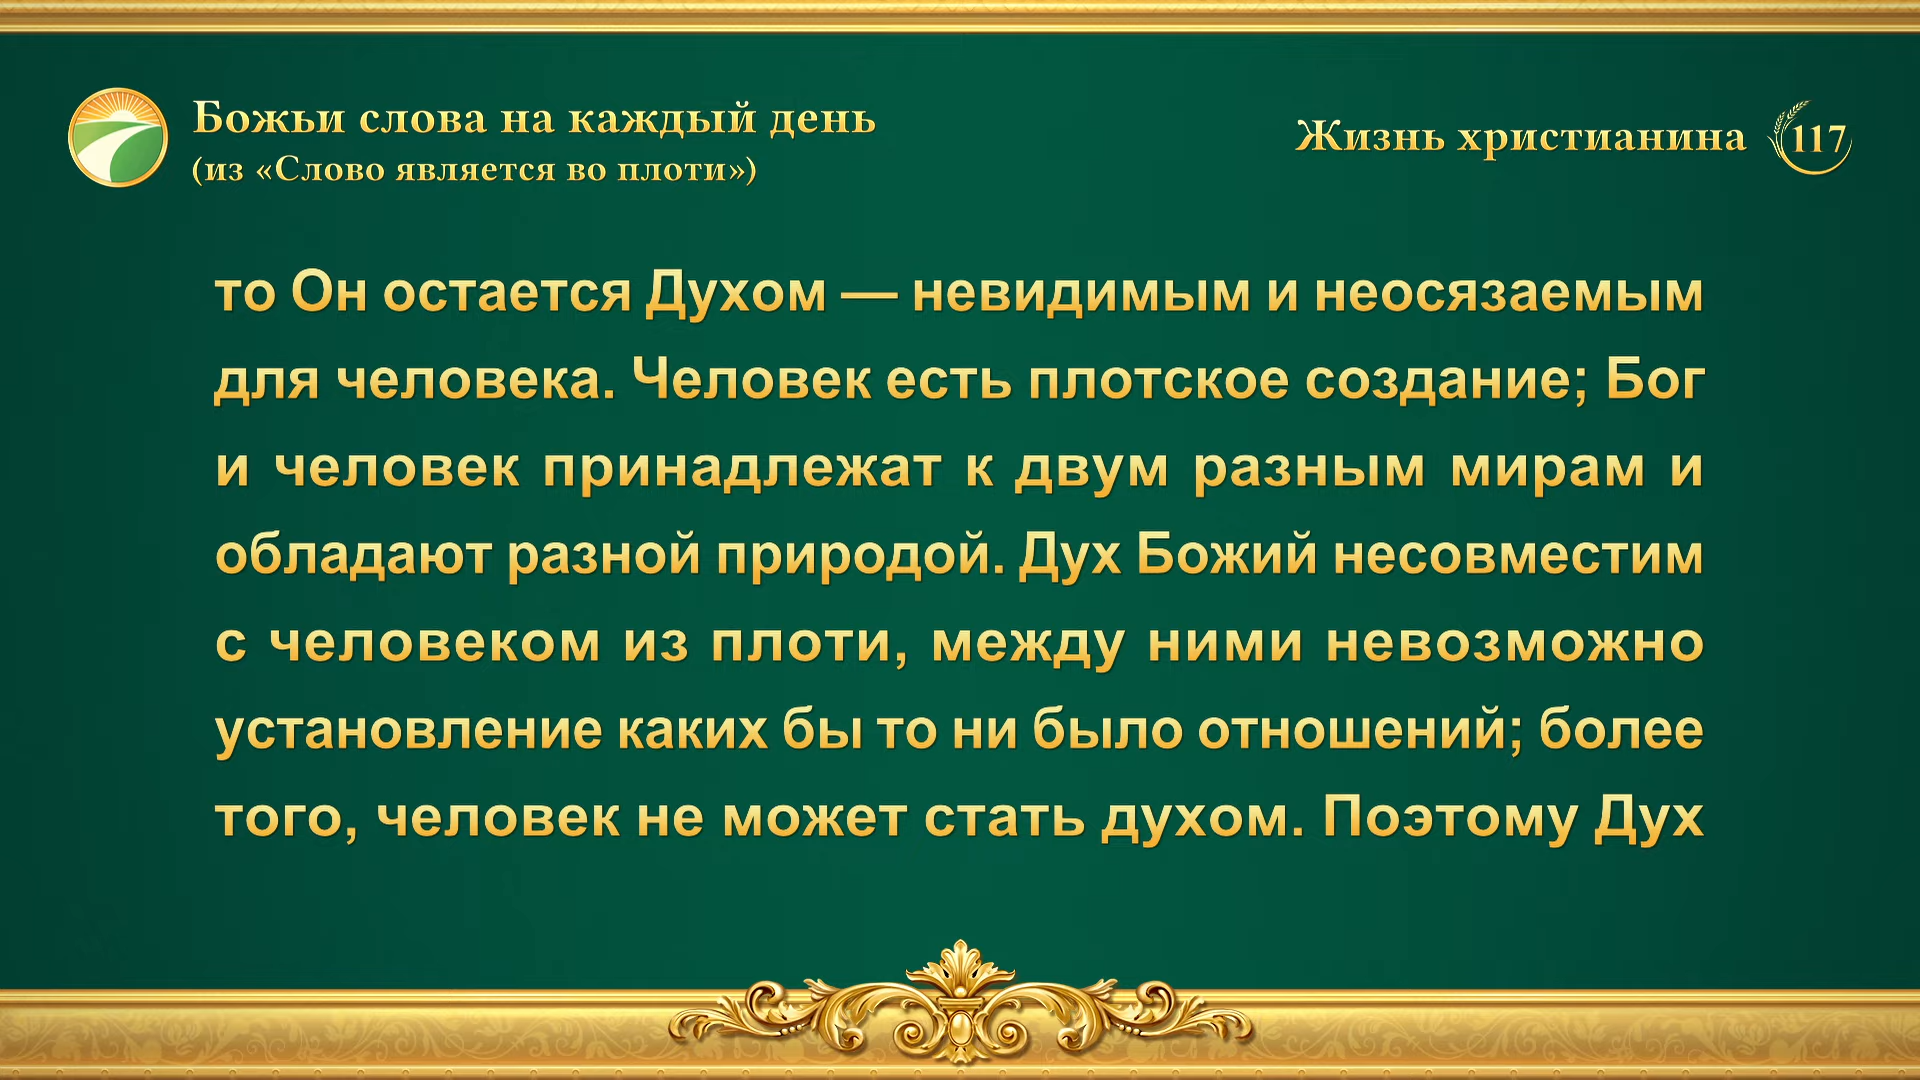 Божьи слова на каждый день
(из «Слово является во плоти»)
Жизнь христианина 117
то Он остается Духом — невидимым и неосязаемым
для человека. Человек есть плотское создание; Бог
и человек принадлежат к двум разным мирам и
обладают разной природой. Дух Божий несовместим
с человеком из плоти, между ними невозможно
установление каких бы то ни было отношений; более
того, человек не может стать духом. Поэтому Дух